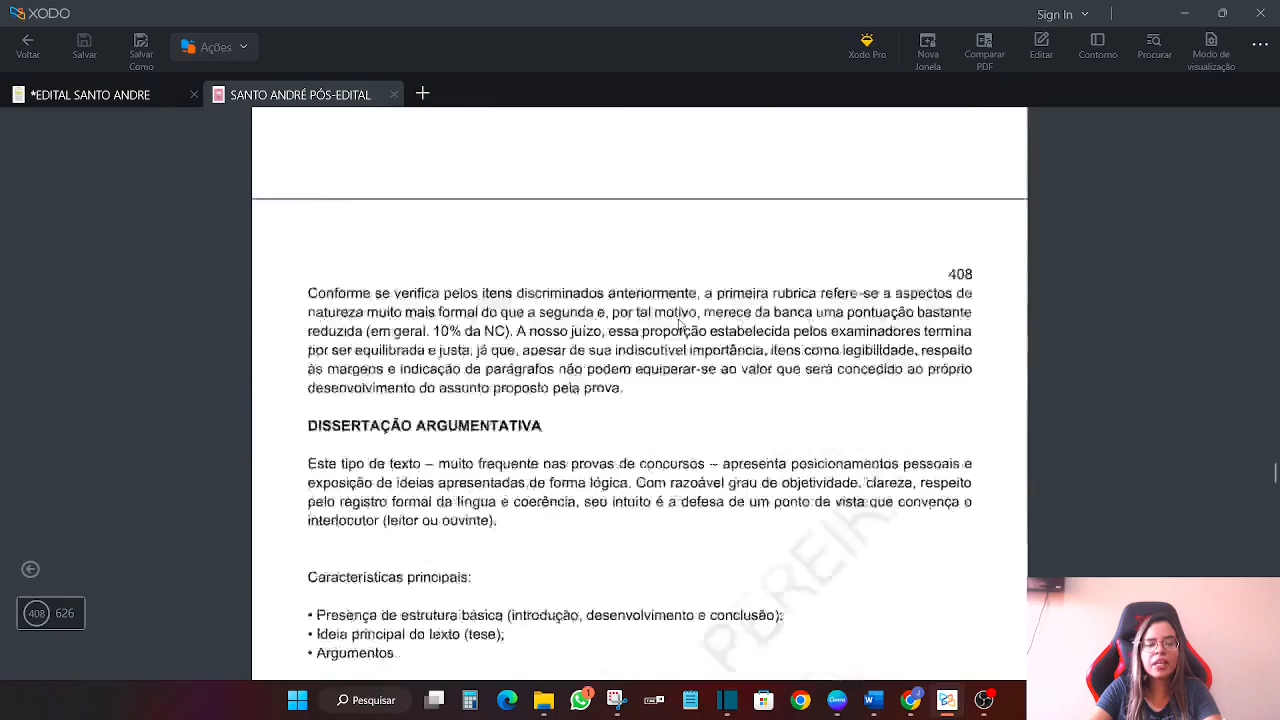 XODO
Sign In
Voltar
Salvar
Salvar Como
Ações
Xodo Pro
Nova Jonela
Comparar PDF
Editar
Contorno
Procurar
Modo de visualização
*EDITAL SANTO ANDRE
SANTO ANDRÉ PÓS-EDITAL
408
Conforme se verifica pelos itens discriminados anteriormente, a primeira rubrica refere-se a aspectos de
natureza muito mais formal do que a segunda e, por tal motivo, merece da banca uma pontuação bastante
reduzida (em geral. 10% da NC). A nosso juízo, essa proporção estabelecida pelos examinadores termina
por ser equilibrada e justa, já que, apesar de sua indiscutível importância, itens como legibilidade, respeito
às margens e indicação de parágrafos não podem equiparar-se ao valor que será concedido ao próprio
desenvolvimento do assunto proposto pela prova.
DISSERTAÇÃO ARGUMENTATIVA
Este tipo de texto – muito frequente nas provas de concursos – apresenta posicionamentos pessoais e
exposição de ideias apresentadas de forma lógica. Com razoável grau de objetividade, clareza, respeito
pelo registro formal da língua e coerência, seu intuito é a defesa de um ponto de vista que convença o
interlocutor (leitor ou ouvinte).
Características principais:
• Presença de estrutura básica (introdução, desenvolvimento e conclusão);
• Ideia principal do texto (tese);
• Argumentos
PEREIRA
408 626
Pesquisar